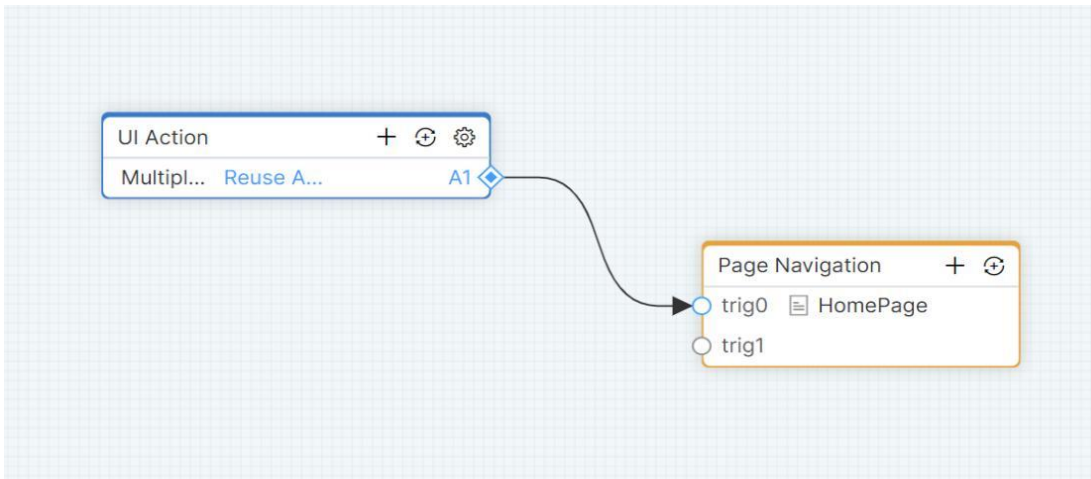 UI Action
Multipl... Reuse A... A1
Page Navigation
trig0 HomePage
trig1